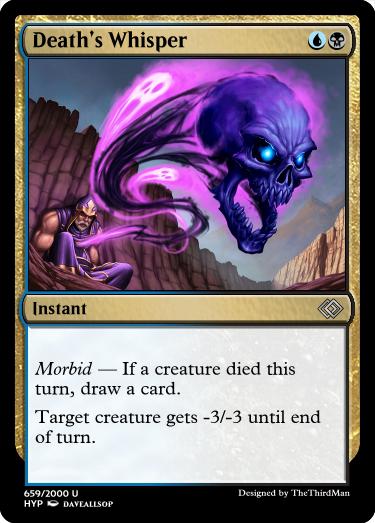 Death's Whisper
Instant
Morbid — If a creature died this
turn, draw a card.
Target creature gets -3/-3 until end
of turn.
659/2000 U
Designed by TheThirdMan
HYP DAVEALLSOP